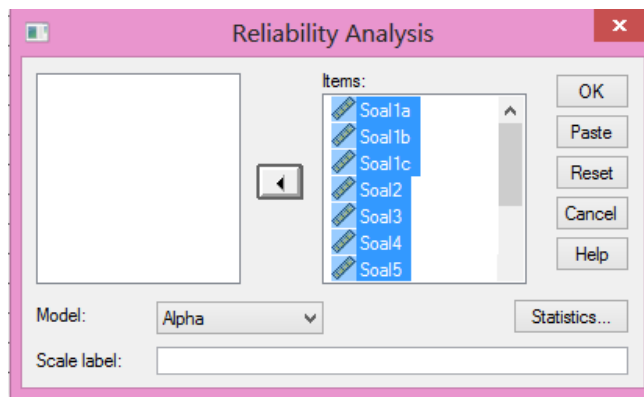 Reliability Analysis
Items:
Soal1a
Soal1b
Soal1c
Soal2
Soal3
Soal4
Soal5
OK
Paste
Reset
Cancel
Help
Model:
Alpha
Statistics...
Scale label: